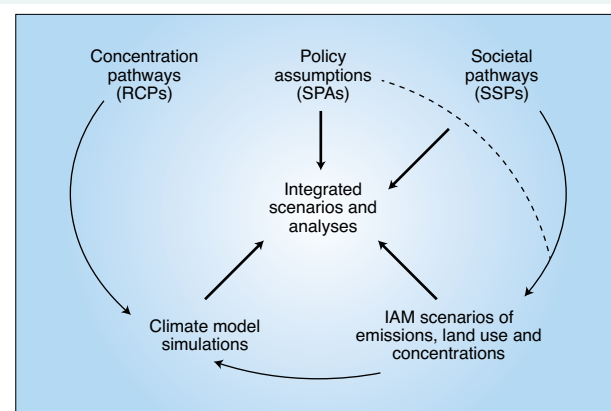 Concentration
pathways
(RCPs)
Policy
assumptions
(SPAs)
Societal
pathways
(SSPs)
Integrated
scenarios and
analyses
Climate model
simulations
IAM scenarios of
emissions, land use and
concentrations